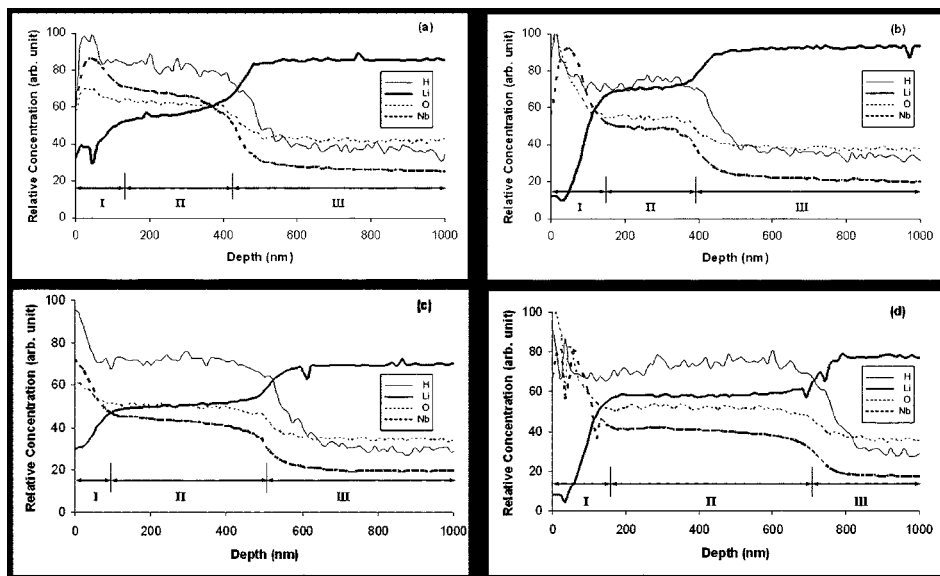 (a)
Relative Concentration (arb. unit)
100
80
60
40
20
0
H
Li
O
Nb
I
II
III
0
200
400
600
800
1000
Depth (nm)
(b)
Relative Concentration (arb. unit)
100
80
60
40
20
0
H
Li
O
Nb
I
II
III
0
200
400
600
800
1000
Depth (nm)
(c)
Relative Concentration (arb. unit)
100
80
60
40
20
0
H
Li
O
Nb
I
II
III
0
200
400
600
800
1000
Depth (nm)
(d)
Relative Concentration (arb. unit)
100
80
60
40
20
0
H
Li
O
Nb
I
II
III
0
200
400
600
800
1000
Depth (nm)